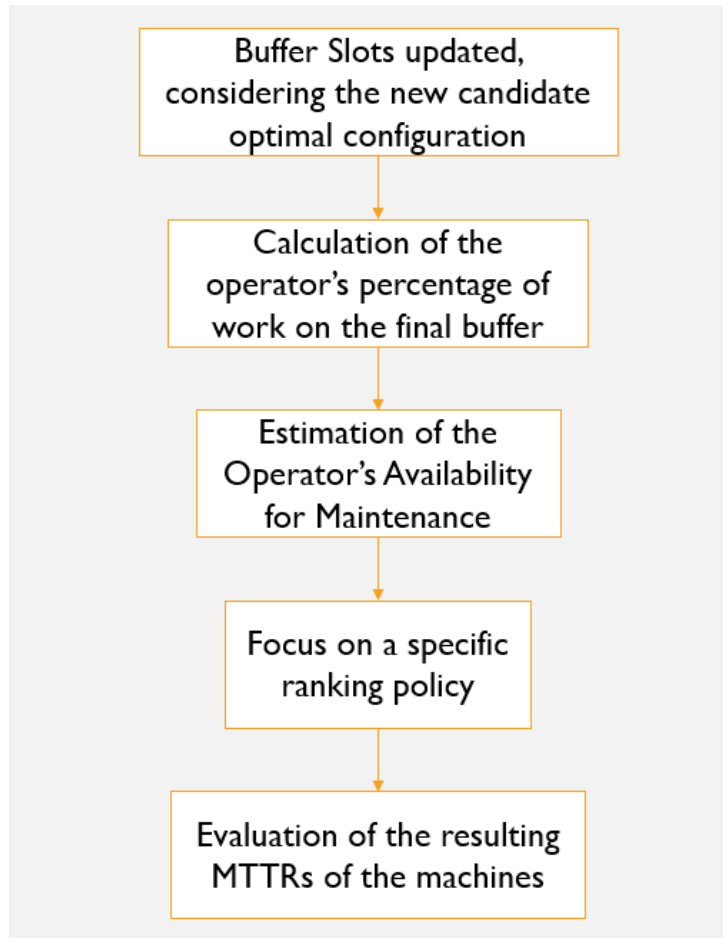 Buffer Slots updated,
considering the new candidate
optimal configuration
Calculation of the
operator's percentage of
work on the final buffer
Estimation of the
Operator's Availability
for Maintenance
Focus on a specific
ranking policy
Evaluation of the resulting
MTTRs of the machines